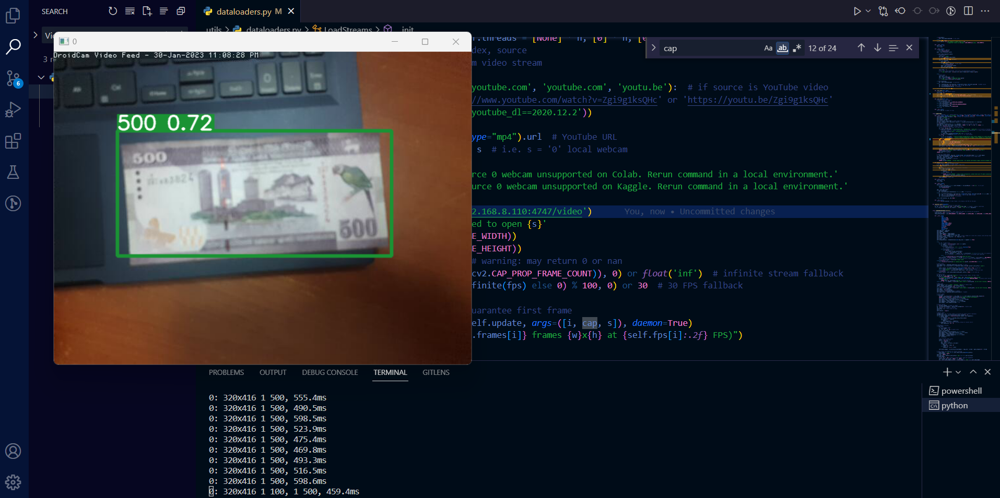 SEARCH
dataloaders.py M
utils > dataloaders.py > LoadStreams > __init
0
DroidCam Video Feed - 30-Jan-2023 11:08:28 PM
500 0.72
500
500
cap
Aa ab
12 of 24
6
.threads = [None] * n, [0] * n, [0
dex, source
m video stream
youtube.com', 'youtube.com', 'youtu.be'):  # if source is YouTube video
//www.youtube.com/watch?v=Zgi9g1ksQHc' or 'https://youtu.be/Zgi9g1ksQHc'
youtube_dl==2020.12.2'))
ype="mp4").url  # YouTube URL
s  # i.e. s = '0' local webcam
rce 0 webcam unsupported on Colab. Rerun command in a local environment.'
urce 0 webcam unsupported on Kaggle. Rerun command in a local environment.'
2.168.8.110:4747/video')    You, now • Uncommitted changes
ed to open {s}'
E_WIDTH))
E_HEIGHT))
# warning: may return 0 or nan
cv2.CAP_PROP_FRAME_COUNT)), 0) or float('inf')  # infinite stream fallback
finite(fps) else 0) % 100, 0) or 30  # 30 FPS fallback
uarantee first frame
elf.update, args=([i, cap, s]), daemon=True)
.frames[i]} frames {w}x{h} at {self.fps[i]:.2f} FPS)")
PROBLEMS OUTPUT DEBUG CONSOLE TERMINAL GITLENS
0: 320x416 1 500, 555.4ms
0: 320x416 1 500, 490.5ms
0: 320x416 1 500, 598.5ms
0: 320x416 1 500, 523.9ms
0: 320x416 1 500, 475.4ms
0: 320x416 1 500, 469.8ms
0: 320x416 1 500, 493.3ms
0: 320x416 1 500, 516.5ms
0: 320x416 1 500, 598.6ms
0: 320x416 1 100, 1 500, 459.4ms
powershell
python